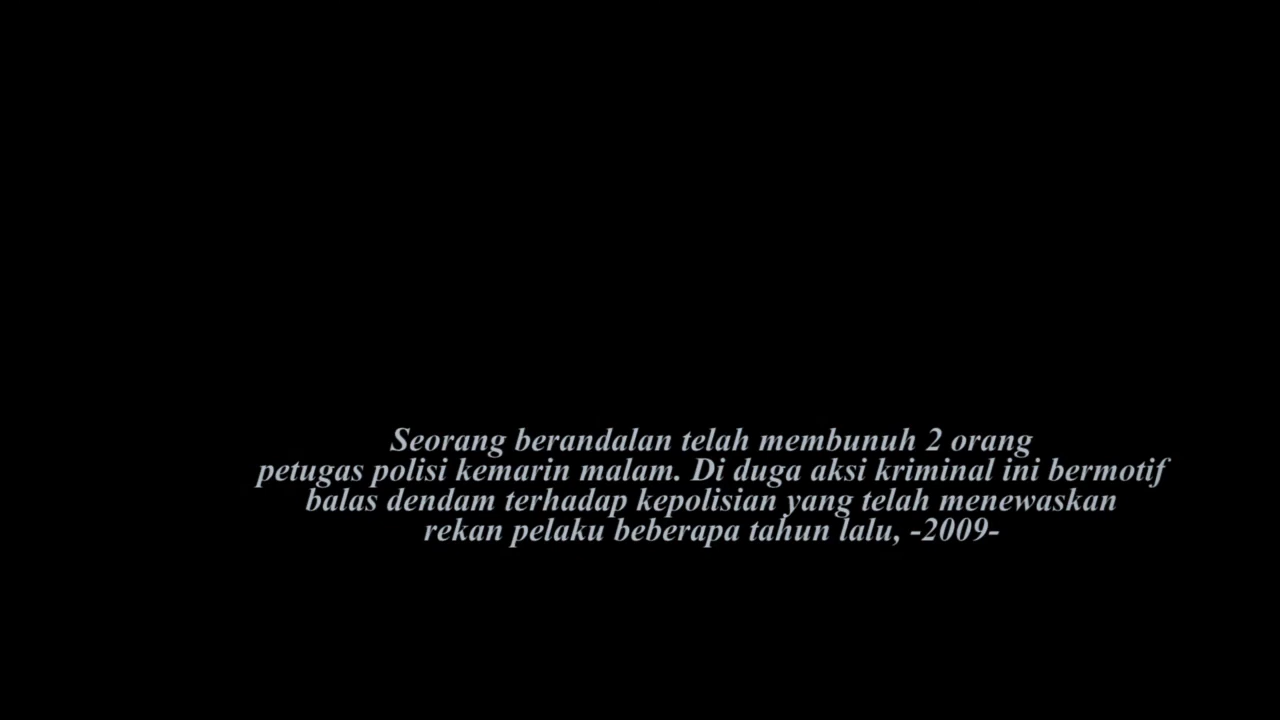 Seorang berandalan telah membunuh 2 orang
petugas polisi kemarin malam. Di duga aksi kriminal ini bermotif
balas dendam terhadap kepolisian yang telah menewaskan
rekan pelaku beberapa tahun lalu, -2009-